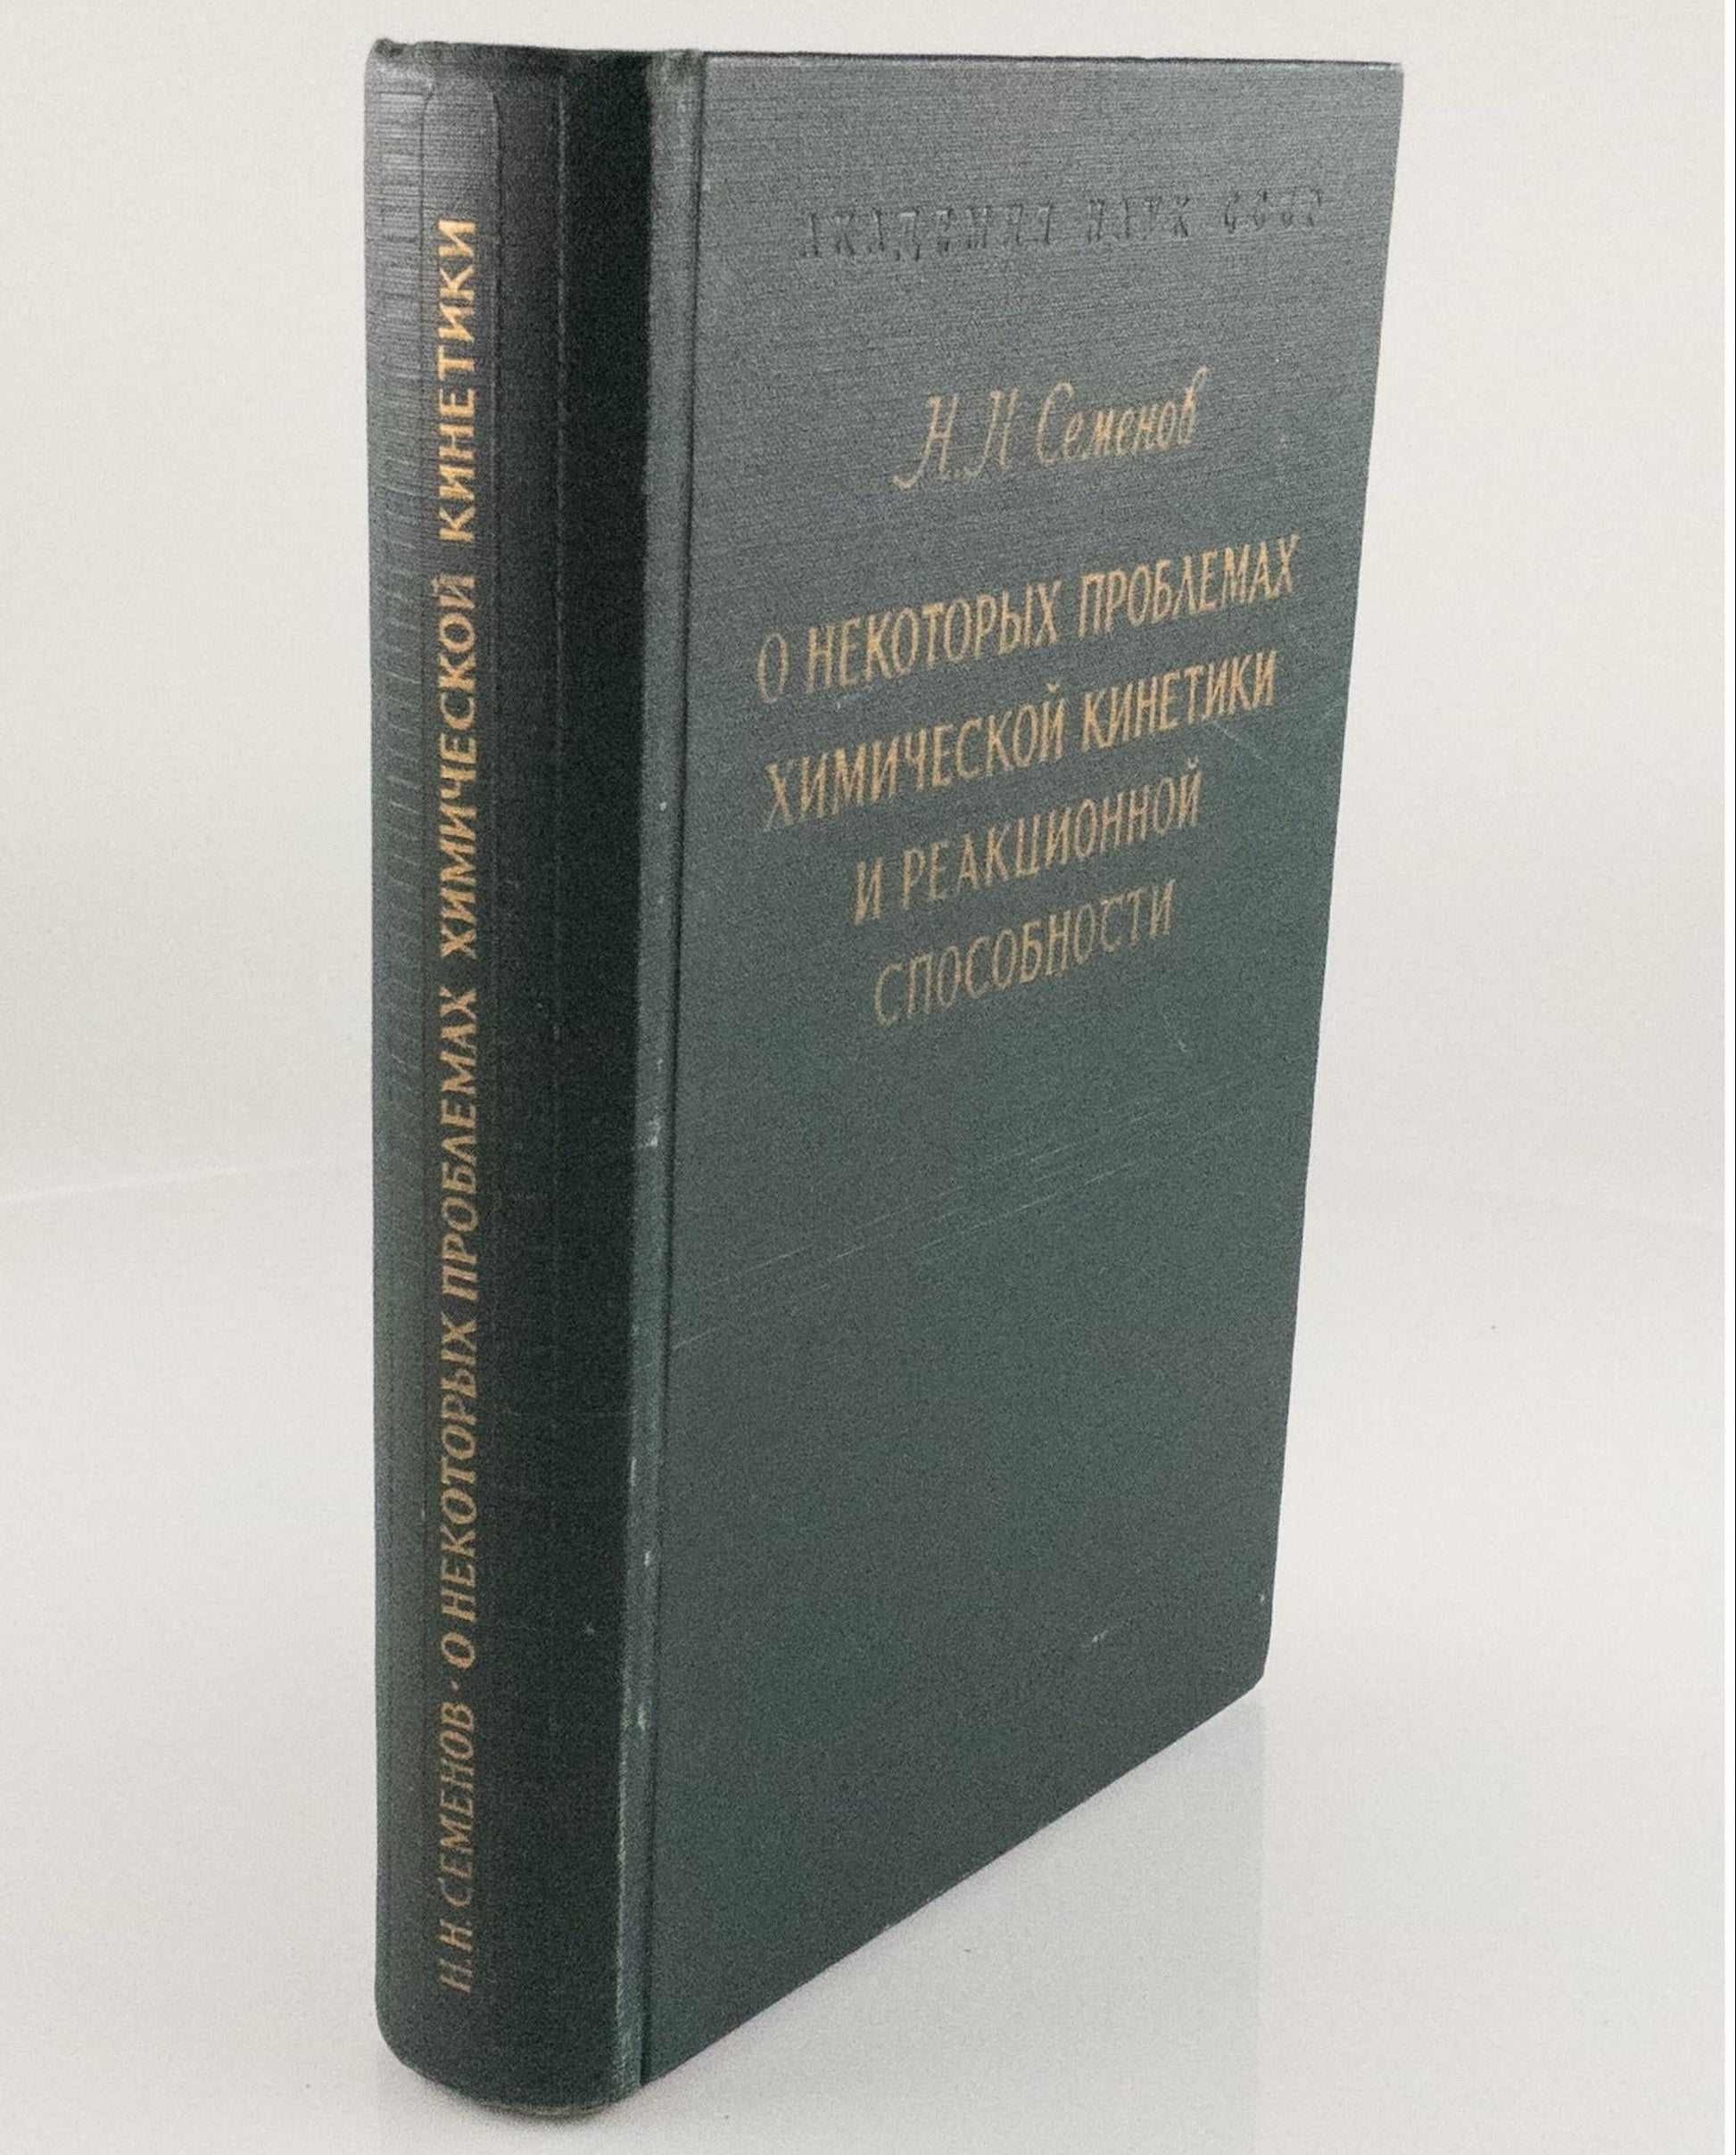 Н.Н. СЕМЕНОВ · О НЕКОТОРЫХ ПРОБЛЕМАХ ХИМИЧЕСКОЙ КИНЕТИКИ
АКАДЕМИЯ НАУК СССР
Н. Н. Семенов
О НЕКОТОРЫХ ПРОБЛЕМАХ
ХИМИЧЕСКОЙ КИНЕТИКИ
И РЕАКЦИОННОЙ
СПОСОБНОСТИ